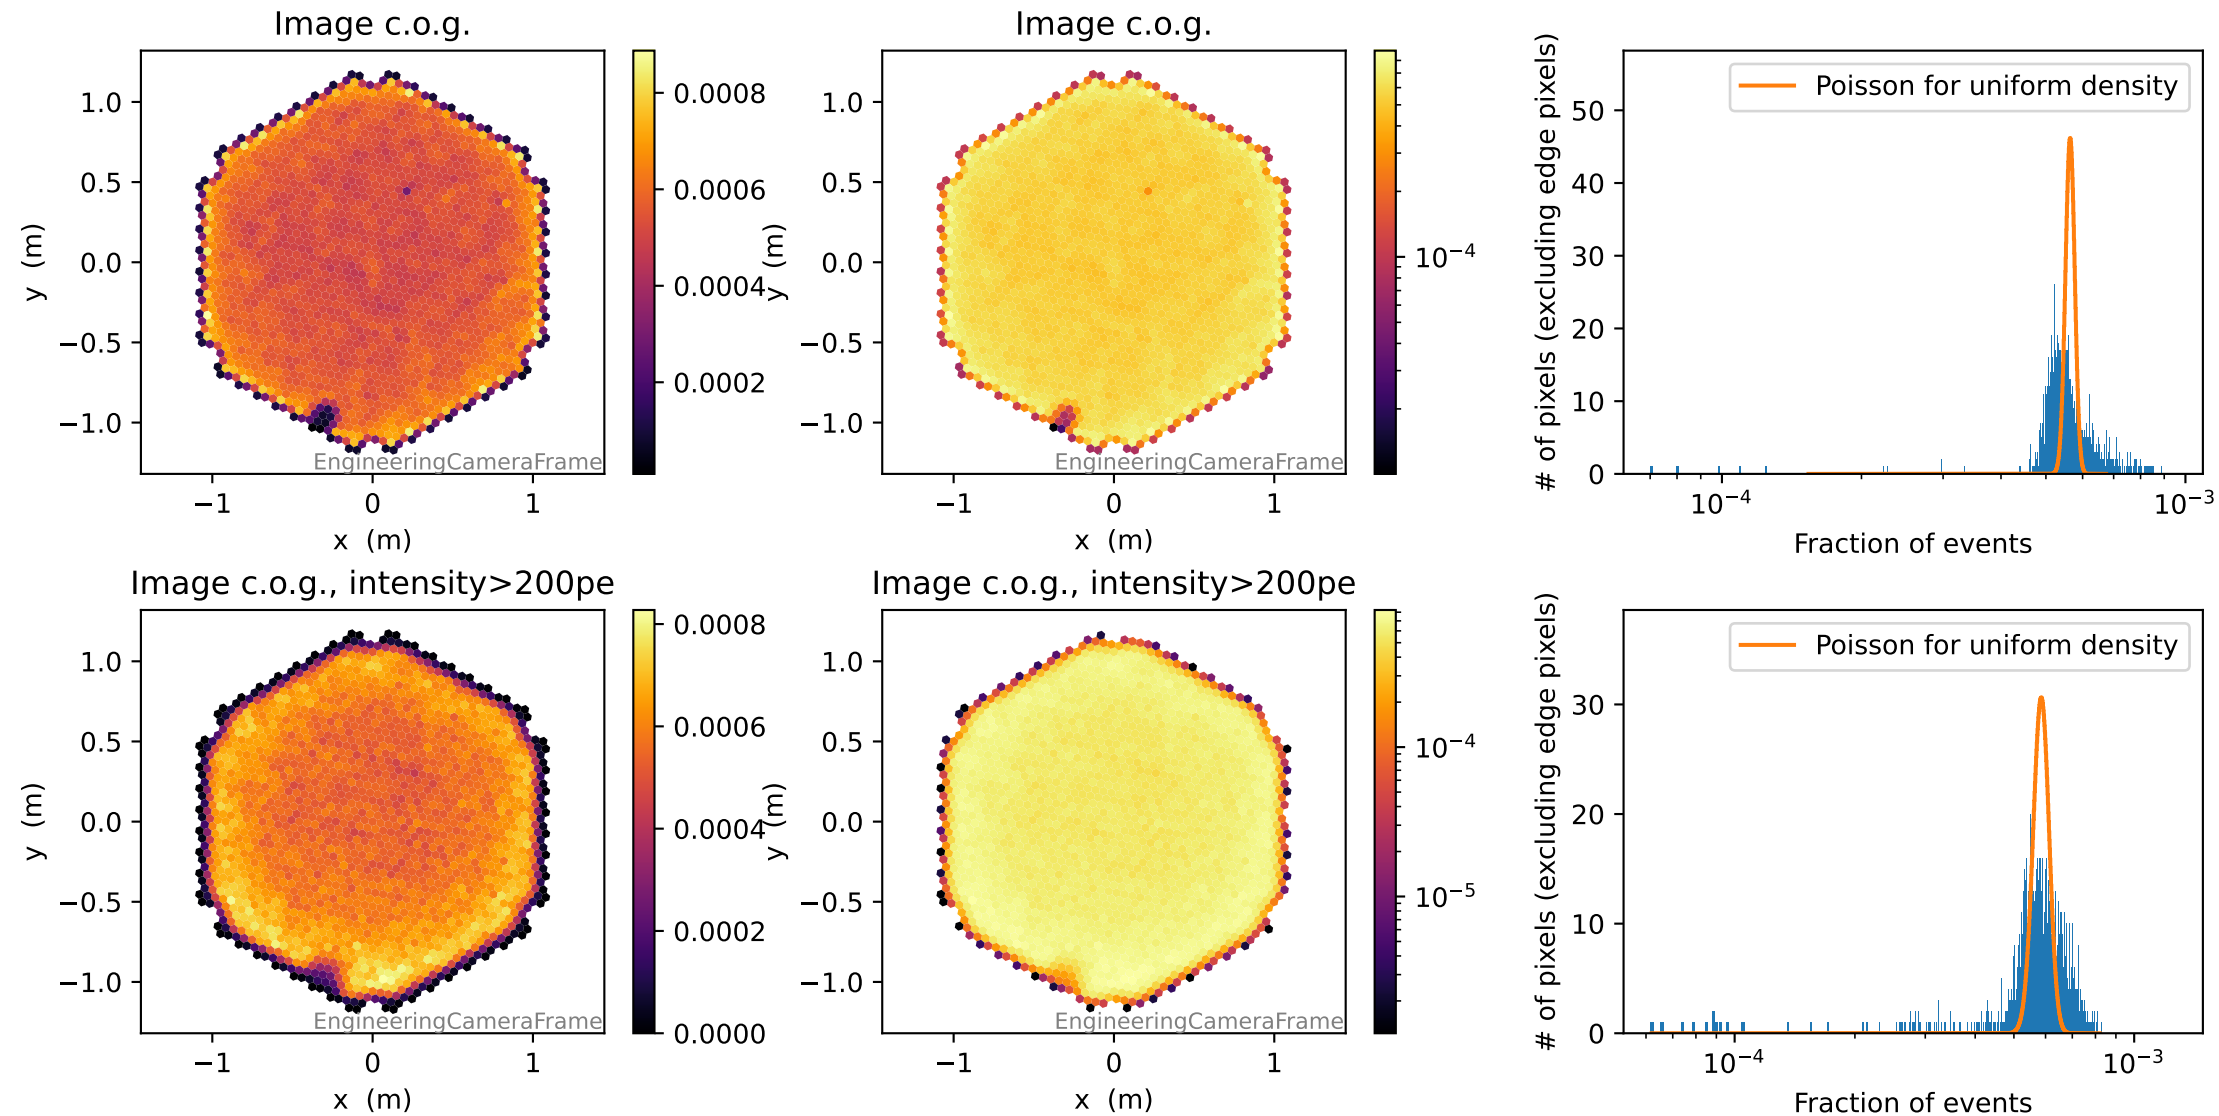 Image c.o.g.
y (m)
1.0
0.5
0.0
−0.5
−1.0
−1
0
1
x (m)
EngineeringCameraFrame
0.0008
0.0006
0.0004
0.0002
Image c.o.g.
y (m)
1.0
0.5
0.0
−0.5
−1.0
−1
0
1
x (m)
EngineeringCameraFrame
10⁻⁴
# of pixels (excluding edge pixels)
50
40
30
20
10
0
Poisson for uniform density
10⁻⁴
10⁻³
Fraction of events
Image c.o.g., intensity>200pe
y (m)
1.0
0.5
0.0
−0.5
−1.0
−1
0
1
x (m)
EngineeringCameraFrame
0.0008
0.0006
0.0004
0.0002
0.0000
Image c.o.g., intensity>200pe
y (m)
1.0
0.5
0.0
−0.5
−1.0
−1
0
1
x (m)
EngineeringCameraFrame
10⁻⁴
10⁻⁵
# of pixels (excluding edge pixels)
30
20
10
0
Poisson for uniform density
10⁻⁴
10⁻³
Fraction of events